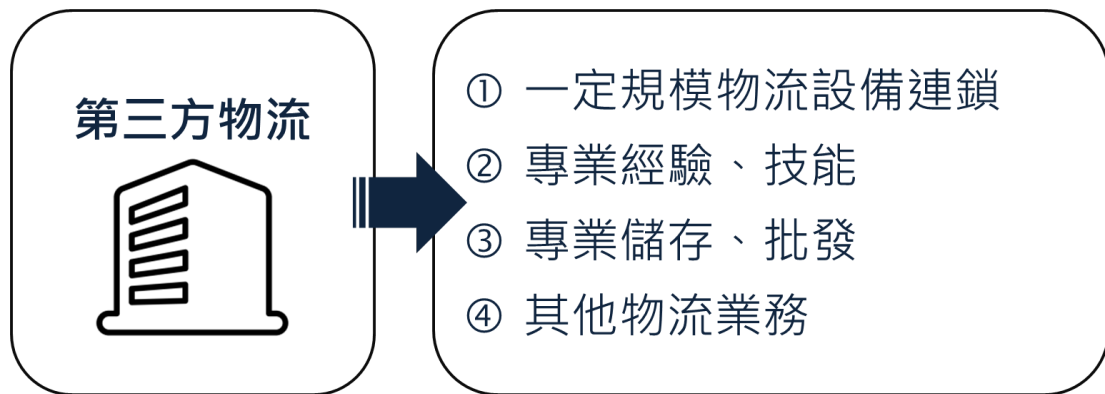 第三方物流
① 一定規模物流設備連鎖
② 專業經驗、技能
③ 專業儲存、批發
④ 其他物流業務